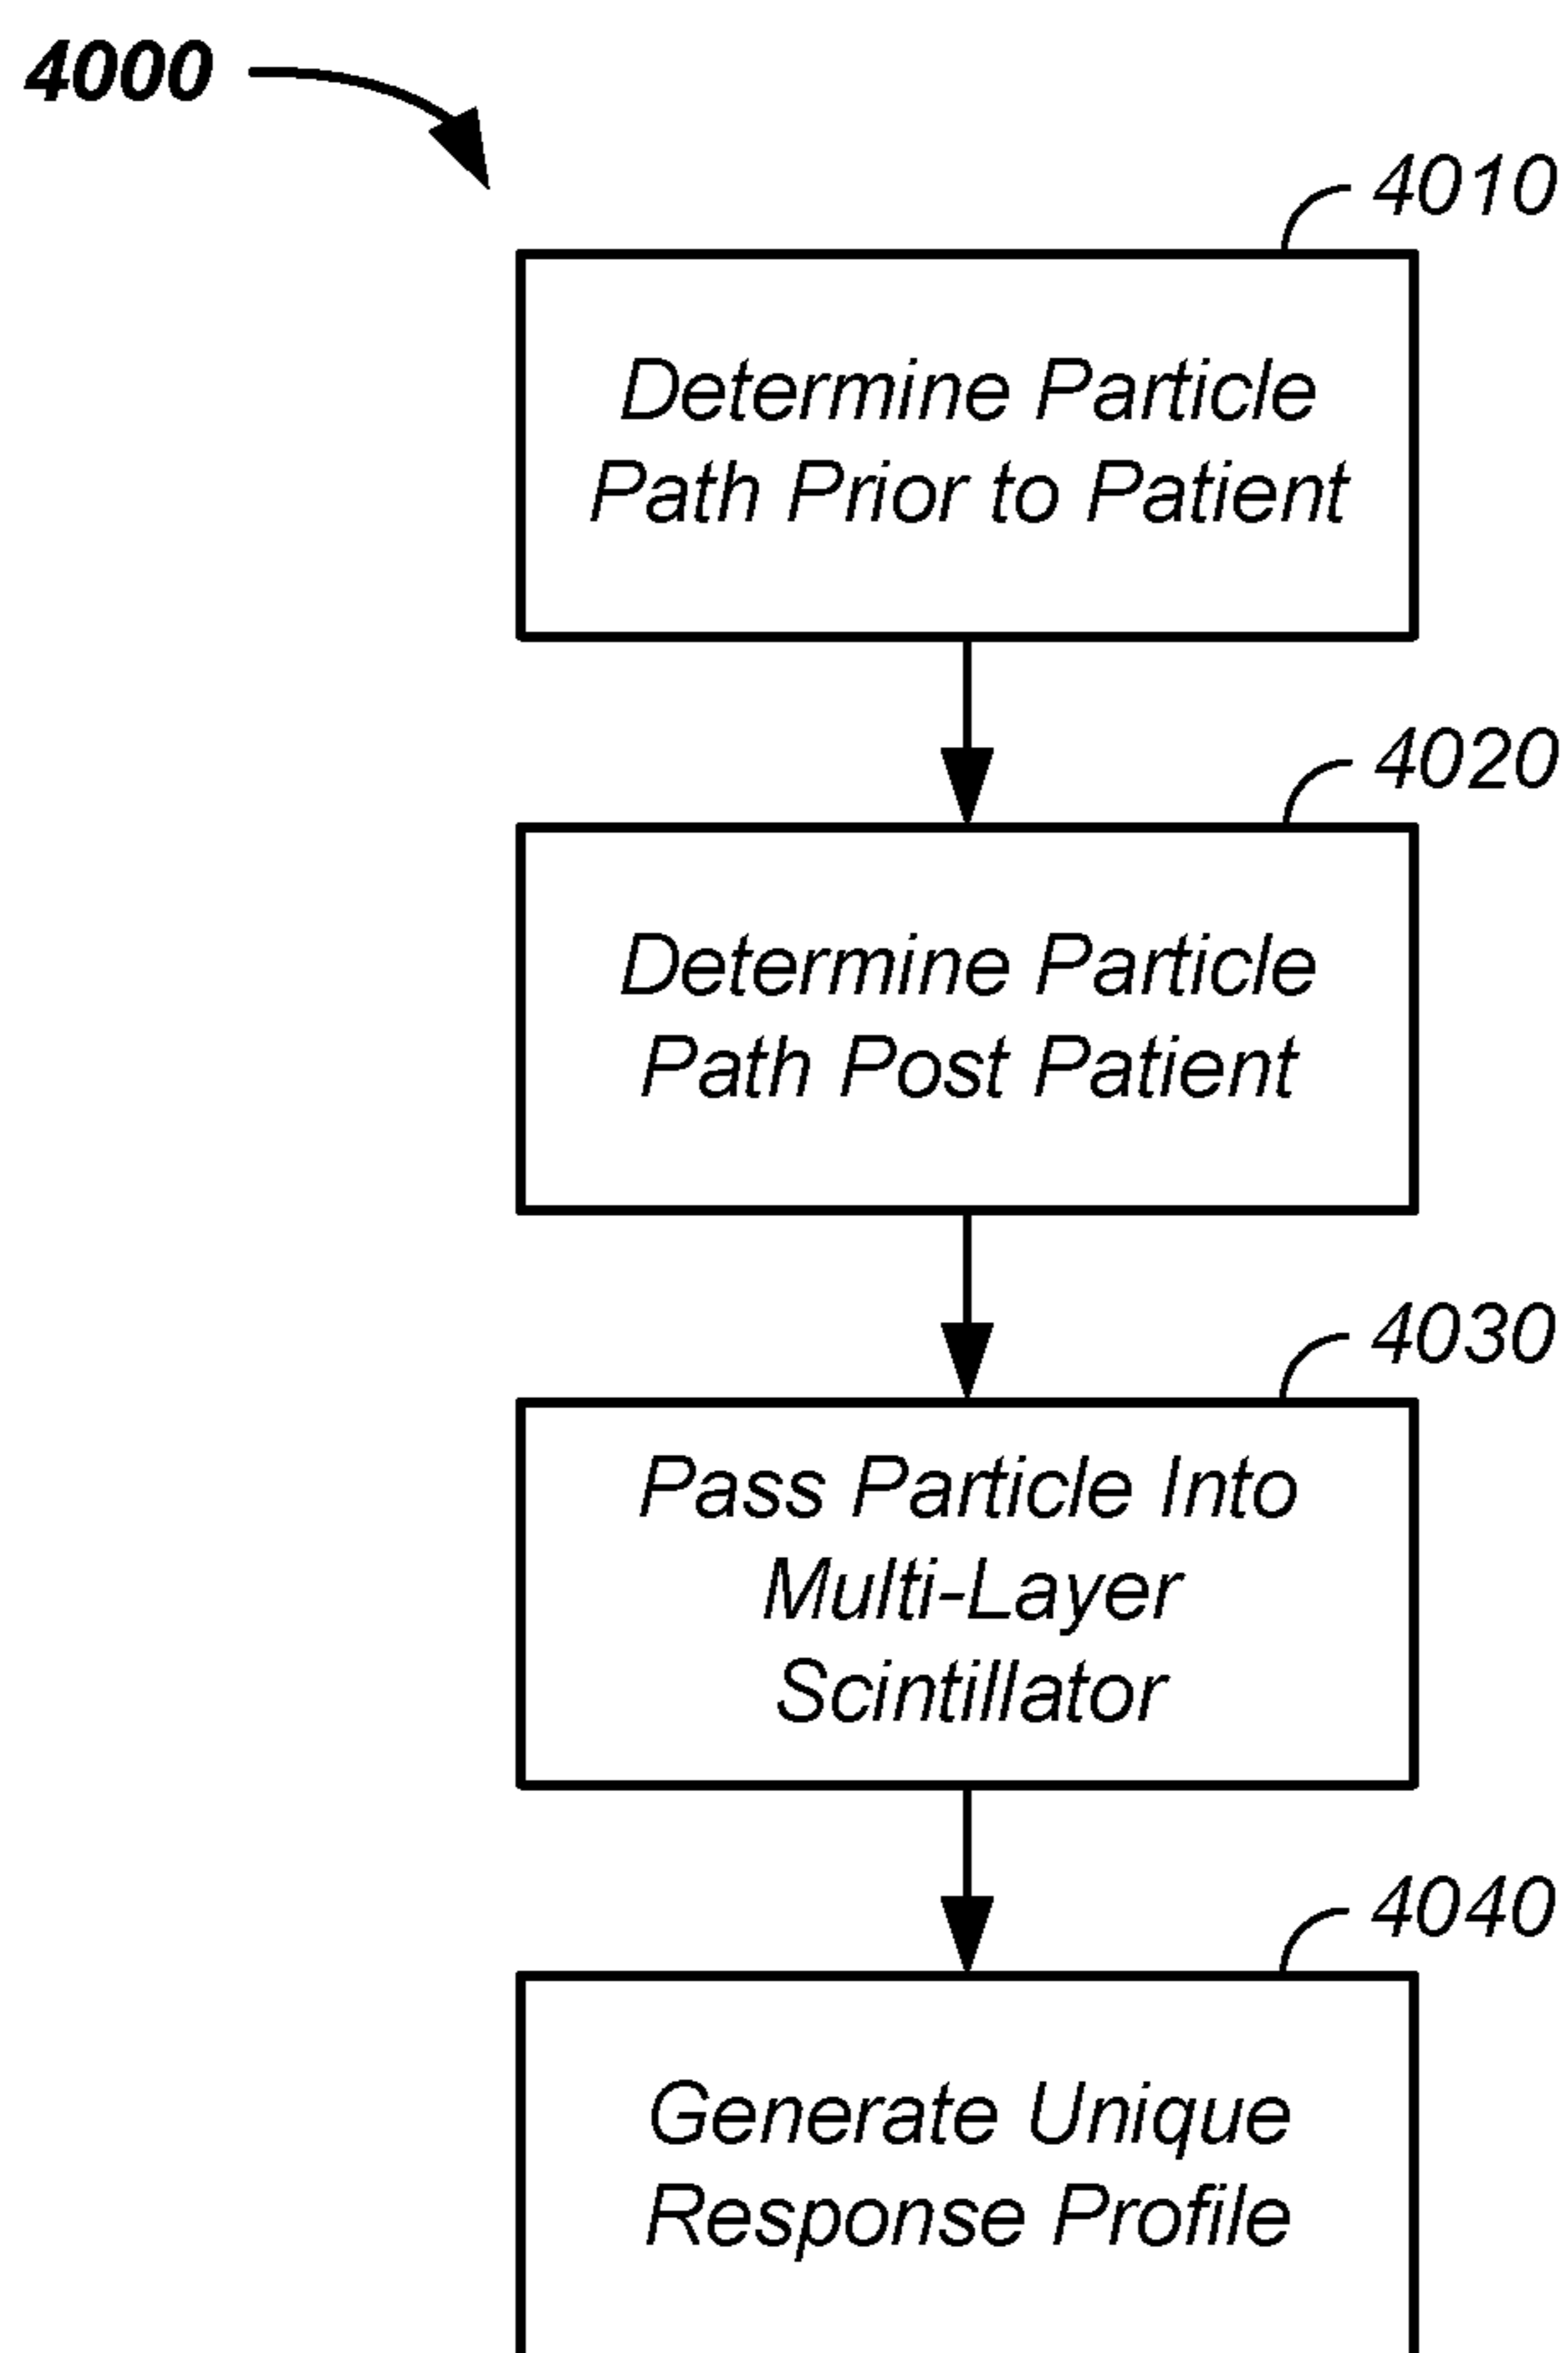 4000
4010
Determine Particle
Path Prior to Patient
4020
Determine Particle
Path Post Patient
4030
Pass Particle Into
Multi-Layer
Scintillator
4040
Generate Unique
Response Profile